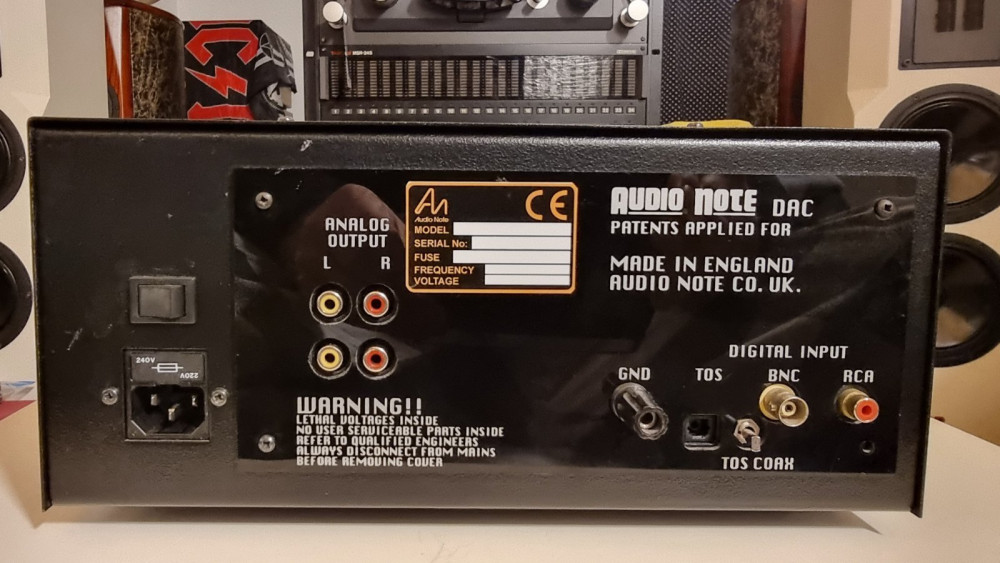 ANALOG
OUTPUT
L R
An
Audio Note
CE
MODEL
SERIAL No:
FUSE
FREQUENCY
VOLTAGE
AUDIO NOTE DAC
PATENTS APPLIED FOR
MADE IN ENGLAND
AUDIO NOTE CO. UK.
240V
220V
WARNING!!
LETHAL VOLTAGES INSIDE
NO USER SERVICEABLE PARTS INSIDE
REFER TO QUALIFIED ENGINEERS
ALWAYS DISCONNECT FROM MAINS
BEFORE REMOVING COVER
DIGITAL INPUT
GND TOS BNC RCA
TOS COAX